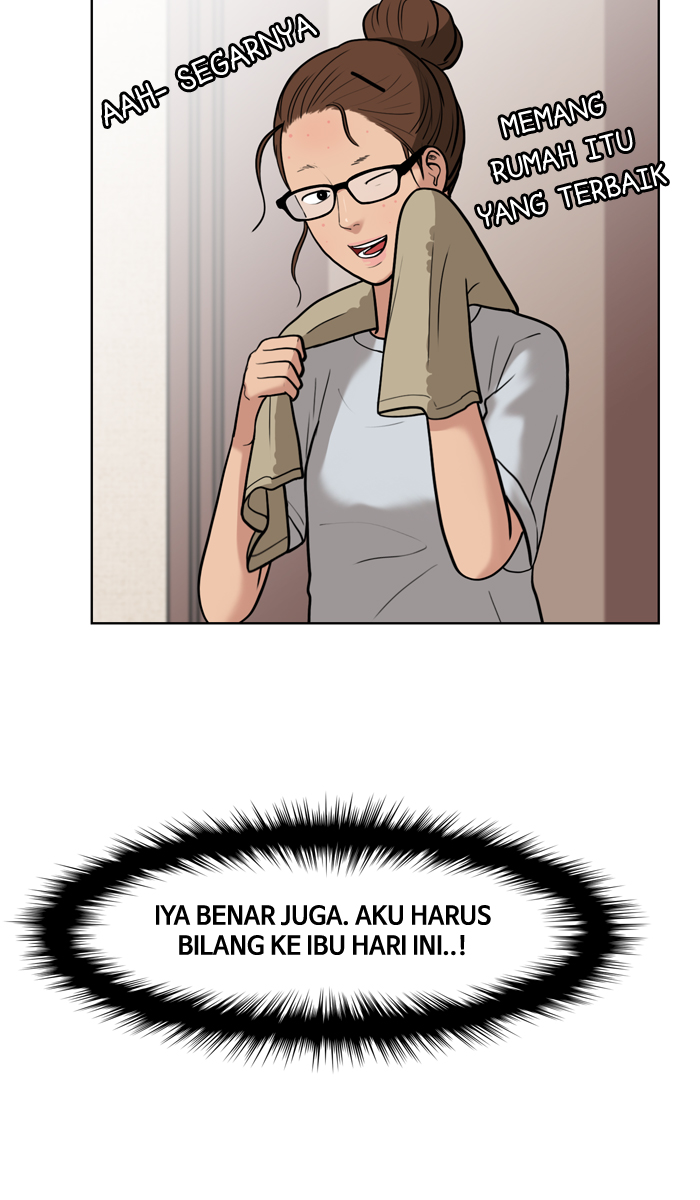 AAH- SEGARNYA
MEMANG
RUMAH ITU
YANG TERBAIK
IYA BENAR JUGA. AKU HARUS
BILANG KE IBU HARI INI..!